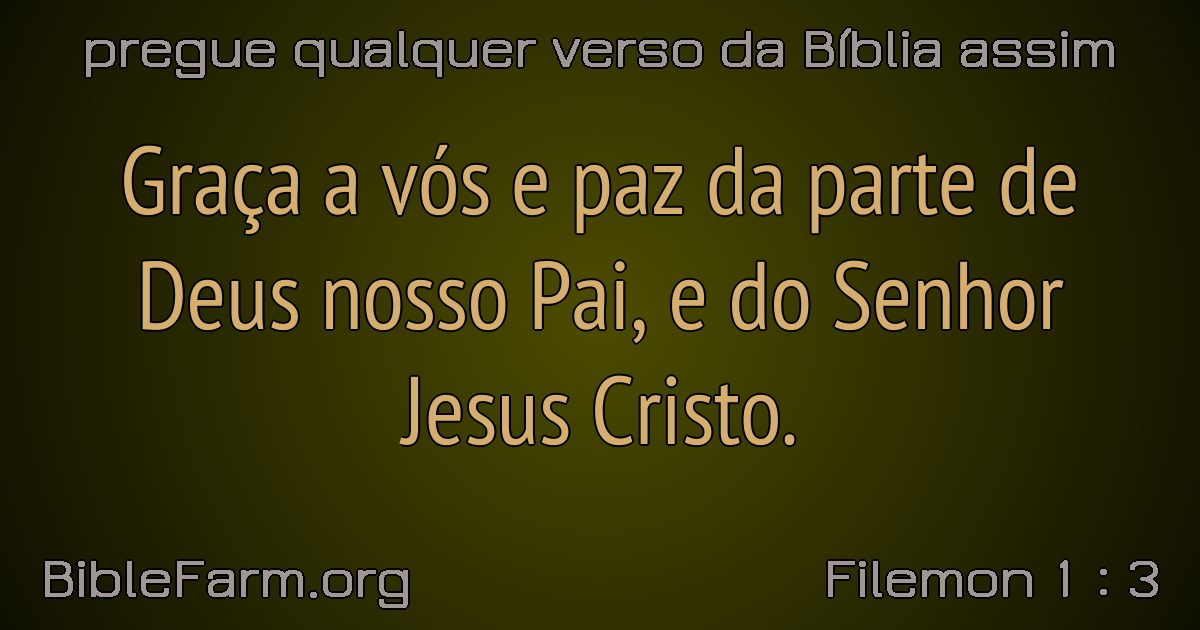 pregue qualquer verso da Bíblia assim
Graça a vós e paz da parte de
Deus nosso Pai, e do Senhor
Jesus Cristo.
BibleFarm.org
Filemon 1 : 3